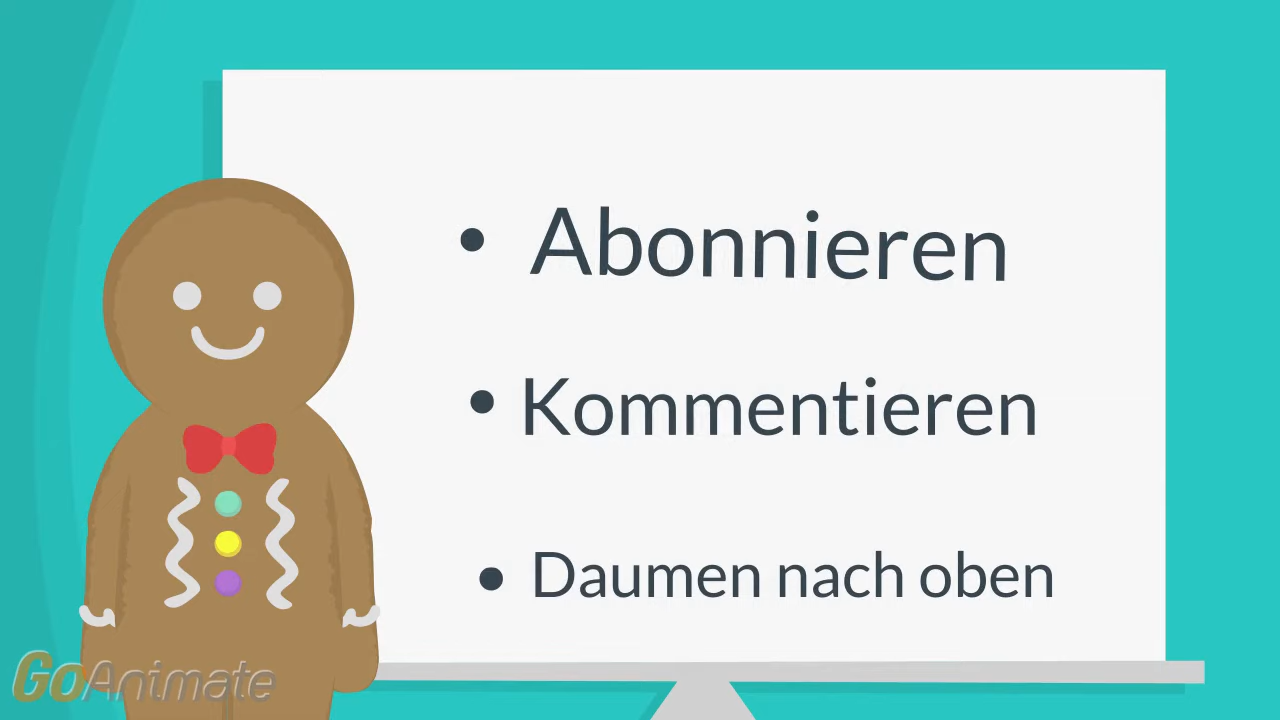 • Abonnieren
• Kommentieren
• Daumen nach oben
GoAnimate